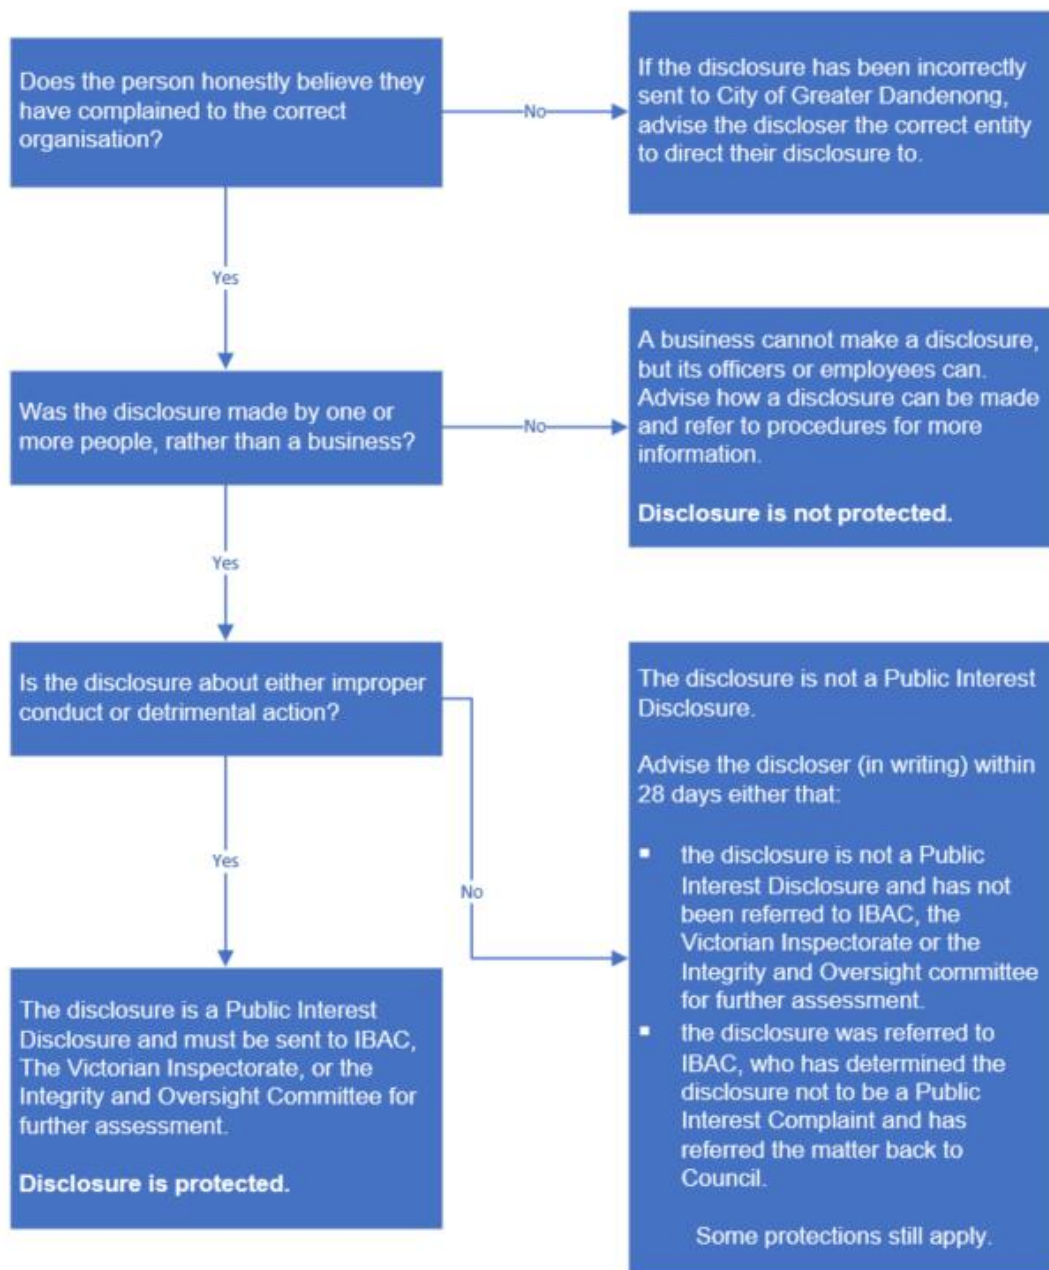 Does the person honestly believe they
have complained to the correct
organisation?
No
If the disclosure has been incorrectly
sent to City of Greater Dandenong,
advise the discloser the correct entity
to direct their disclosure to.
Yes
Was the disclosure made by one or
more people, rather than a business?
No
A business cannot make a disclosure,
but its officers or employees can.
Advise how a disclosure can be made
and refer to procedures for more
information.
Disclosure is not protected.
Yes
Is the disclosure about either improper
conduct or detrimental action?
No
The disclosure is not a Public Interest
Disclosure.
Advise the discloser (in writing) within
28 days either that:
▪ the disclosure is not a Public
Interest Disclosure and has not
been referred to IBAC, the
Victorian Inspectorate or the
Integrity and Oversight committee
for further assessment.
▪ the disclosure was referred to
IBAC, who has determined the
disclosure not to be a Public
Interest Complaint and has
referred the matter back to
Council.
Some protections still apply.
Yes
The disclosure is a Public Interest
Disclosure and must be sent to IBAC,
The Victorian Inspectorate, or the
Integrity and Oversight Committee for
further assessment.
Disclosure is protected.